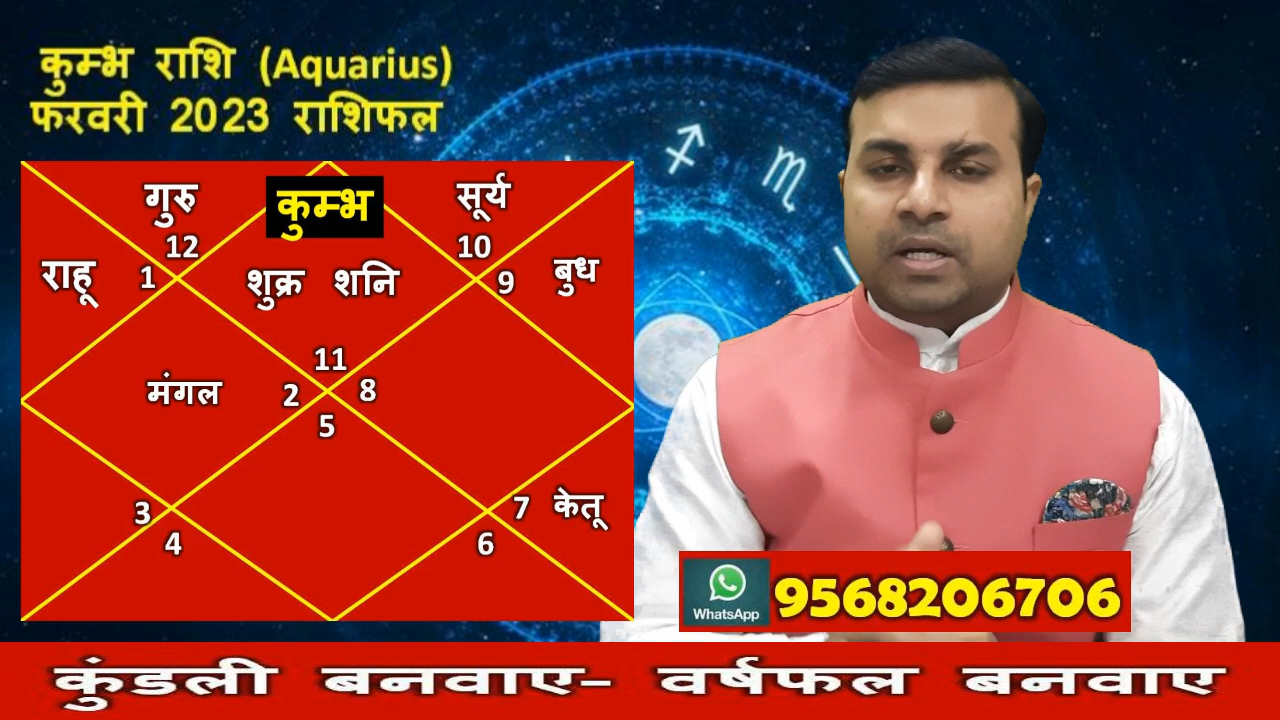 कुम्भ राशि (Aquarius)
फरवरी 2023 राशिफल
गुरु
कुम्भ
सूर्य
12
10
राहू
1
शुक्र शनि
9
बुध
11
मंगल
2
8
5
3
7
केतू
4
6
WhatsApp
9568206706
कुंडली बनवाए- वर्षफल बनवाए